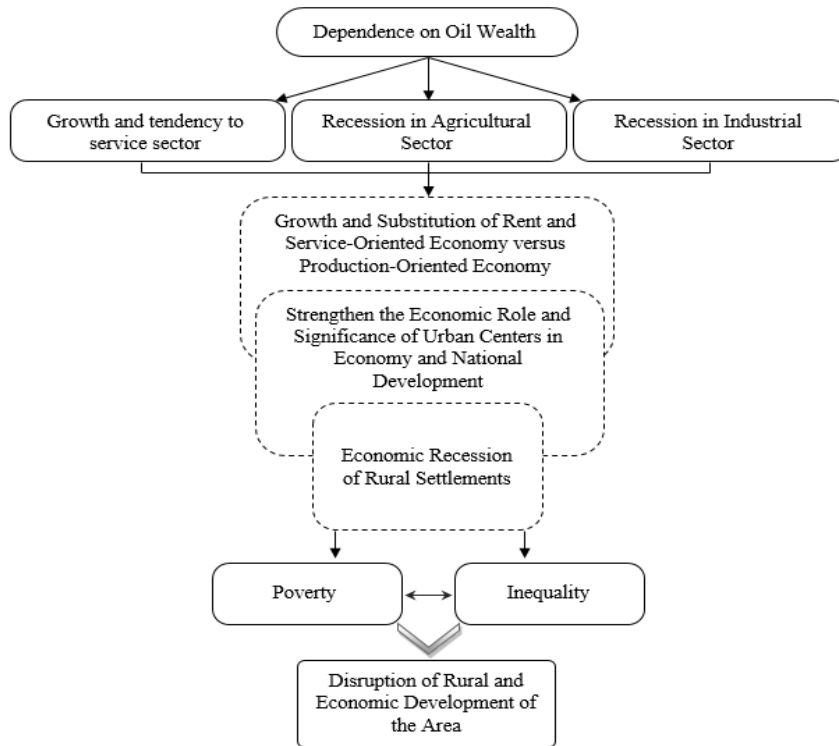 Dependence on Oil Wealth
Growth and tendency to
service sector
Recession in Agricultural
Sector
Recession in Industrial
Sector
Growth and Substitution of Rent and
Service-Oriented Economy versus
Production-Oriented Economy
Strengthen the Economic Role and
Significance of Urban Centers in
Economy and National
Development
Economic Recession
of Rural Settlements
Poverty
Inequality
Disruption of Rural and
Economic Development of
the Area